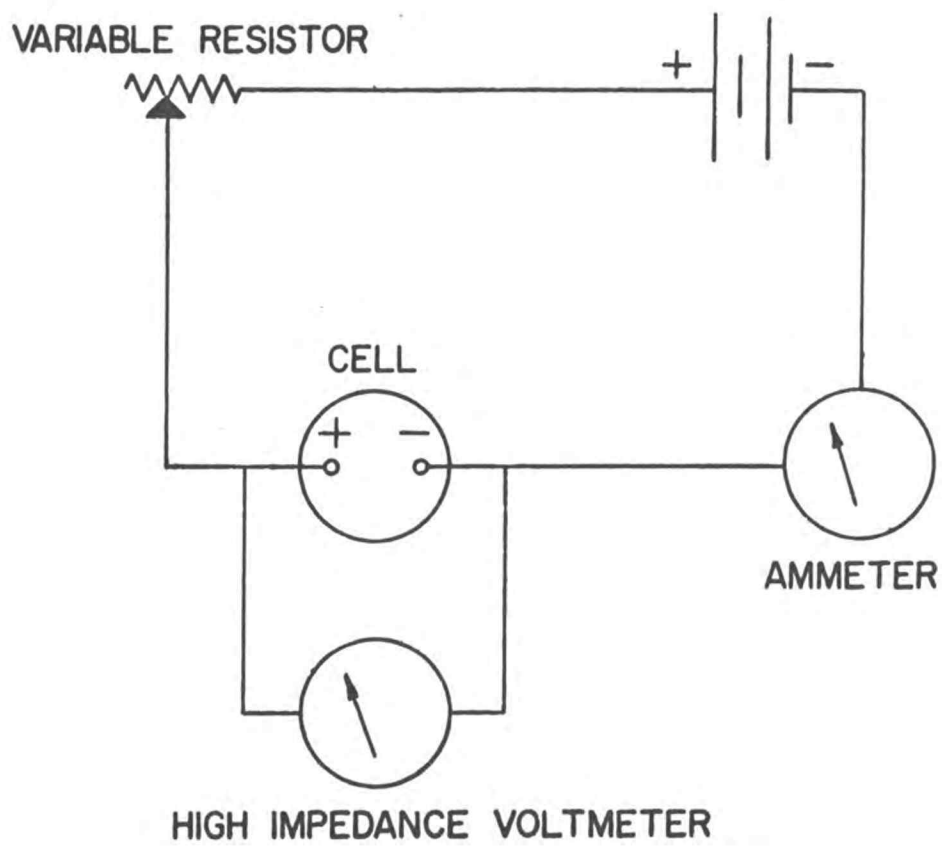 VARIABLE RESISTOR
+ −
CELL
+ −
AMMETER
HIGH IMPEDANCE VOLTMETER